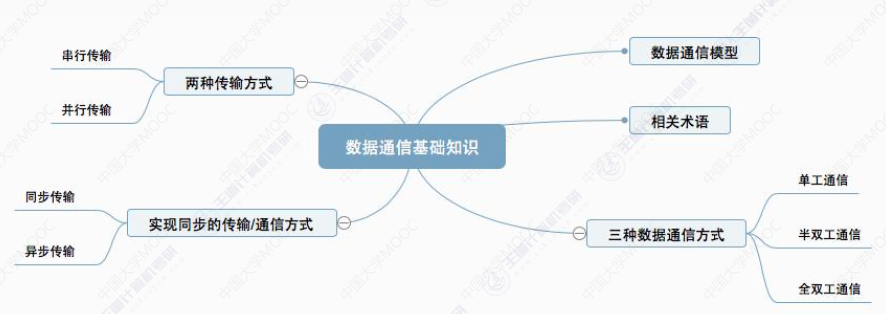 数据通信基础知识
数据通信模型
相关术语
三种数据通信方式
单工通信
半双工通信
全双工通信
两种传输方式
串行传输
并行传输
实现同步的传输/通信方式
同步传输
异步传输
中国大学MOOC
王道计算机考研